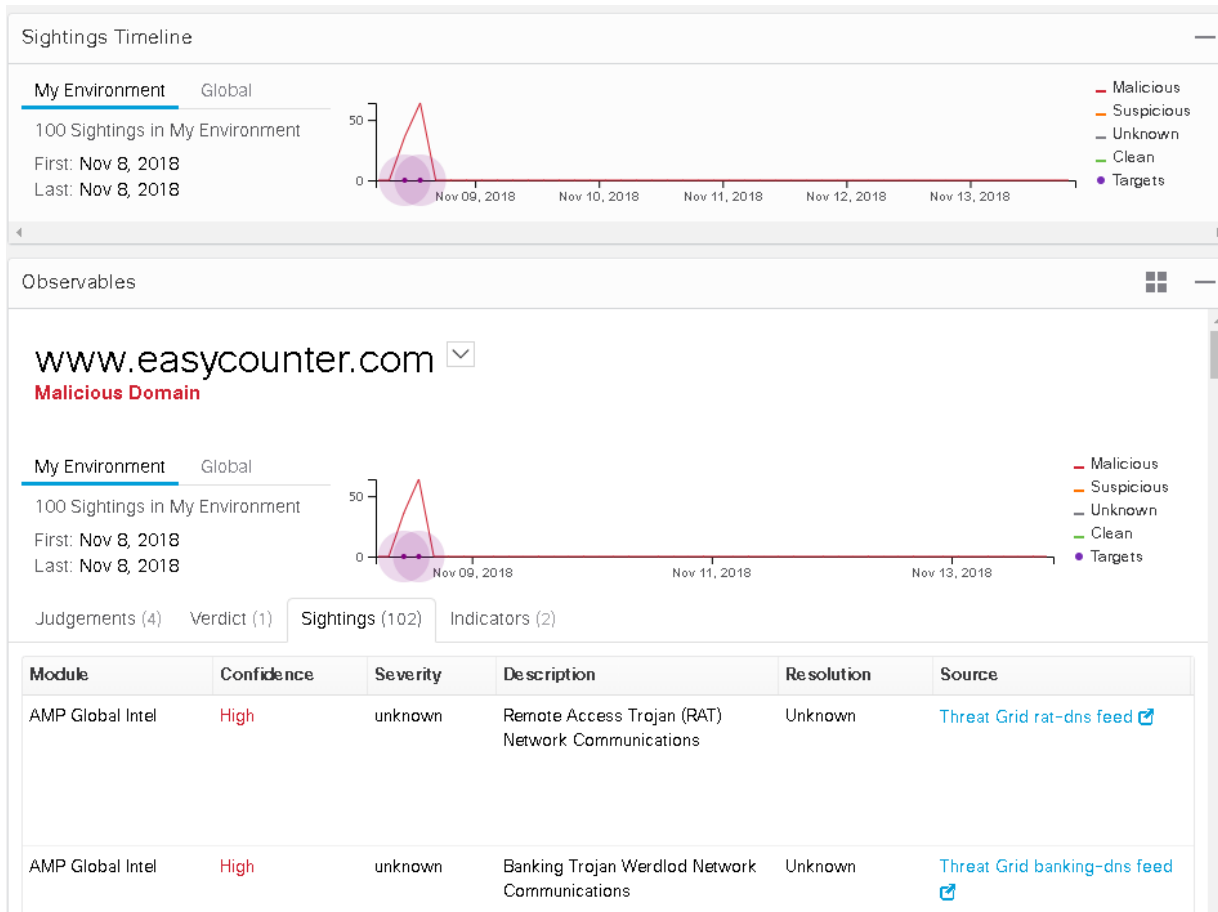 Sightings Timeline
My Environment Global
100 Sightings in My Environment
First: Nov 8, 2018
Last: Nov 8, 2018
50
0
Nov 09, 2018 Nov 10, 2018 Nov 11, 2018 Nov 12, 2018 Nov 13, 2018
Malicious
Suspicious
Unknown
Clean
Targets
Observables
www.easycounter.com
Malicious Domain
My Environment Global
100 Sightings in My Environment
First: Nov 8, 2018
Last: Nov 8, 2018
50
0
Nov 09, 2018 Nov 11, 2018 Nov 13, 2018
Malicious
Suspicious
Unknown
Clean
Targets
Judgements (4) Verdict (1) Sightings (102) Indicators (2)
Module Confidence Severity Description Resolution Source
AMP Global Intel High unknown Remote Access Trojan (RAT) Unknown Threat Grid rat-dns feed
Network Communications
AMP Global Intel High unknown Banking Trojan Werdlod Network Unknown Threat Grid banking-dns feed
Communications